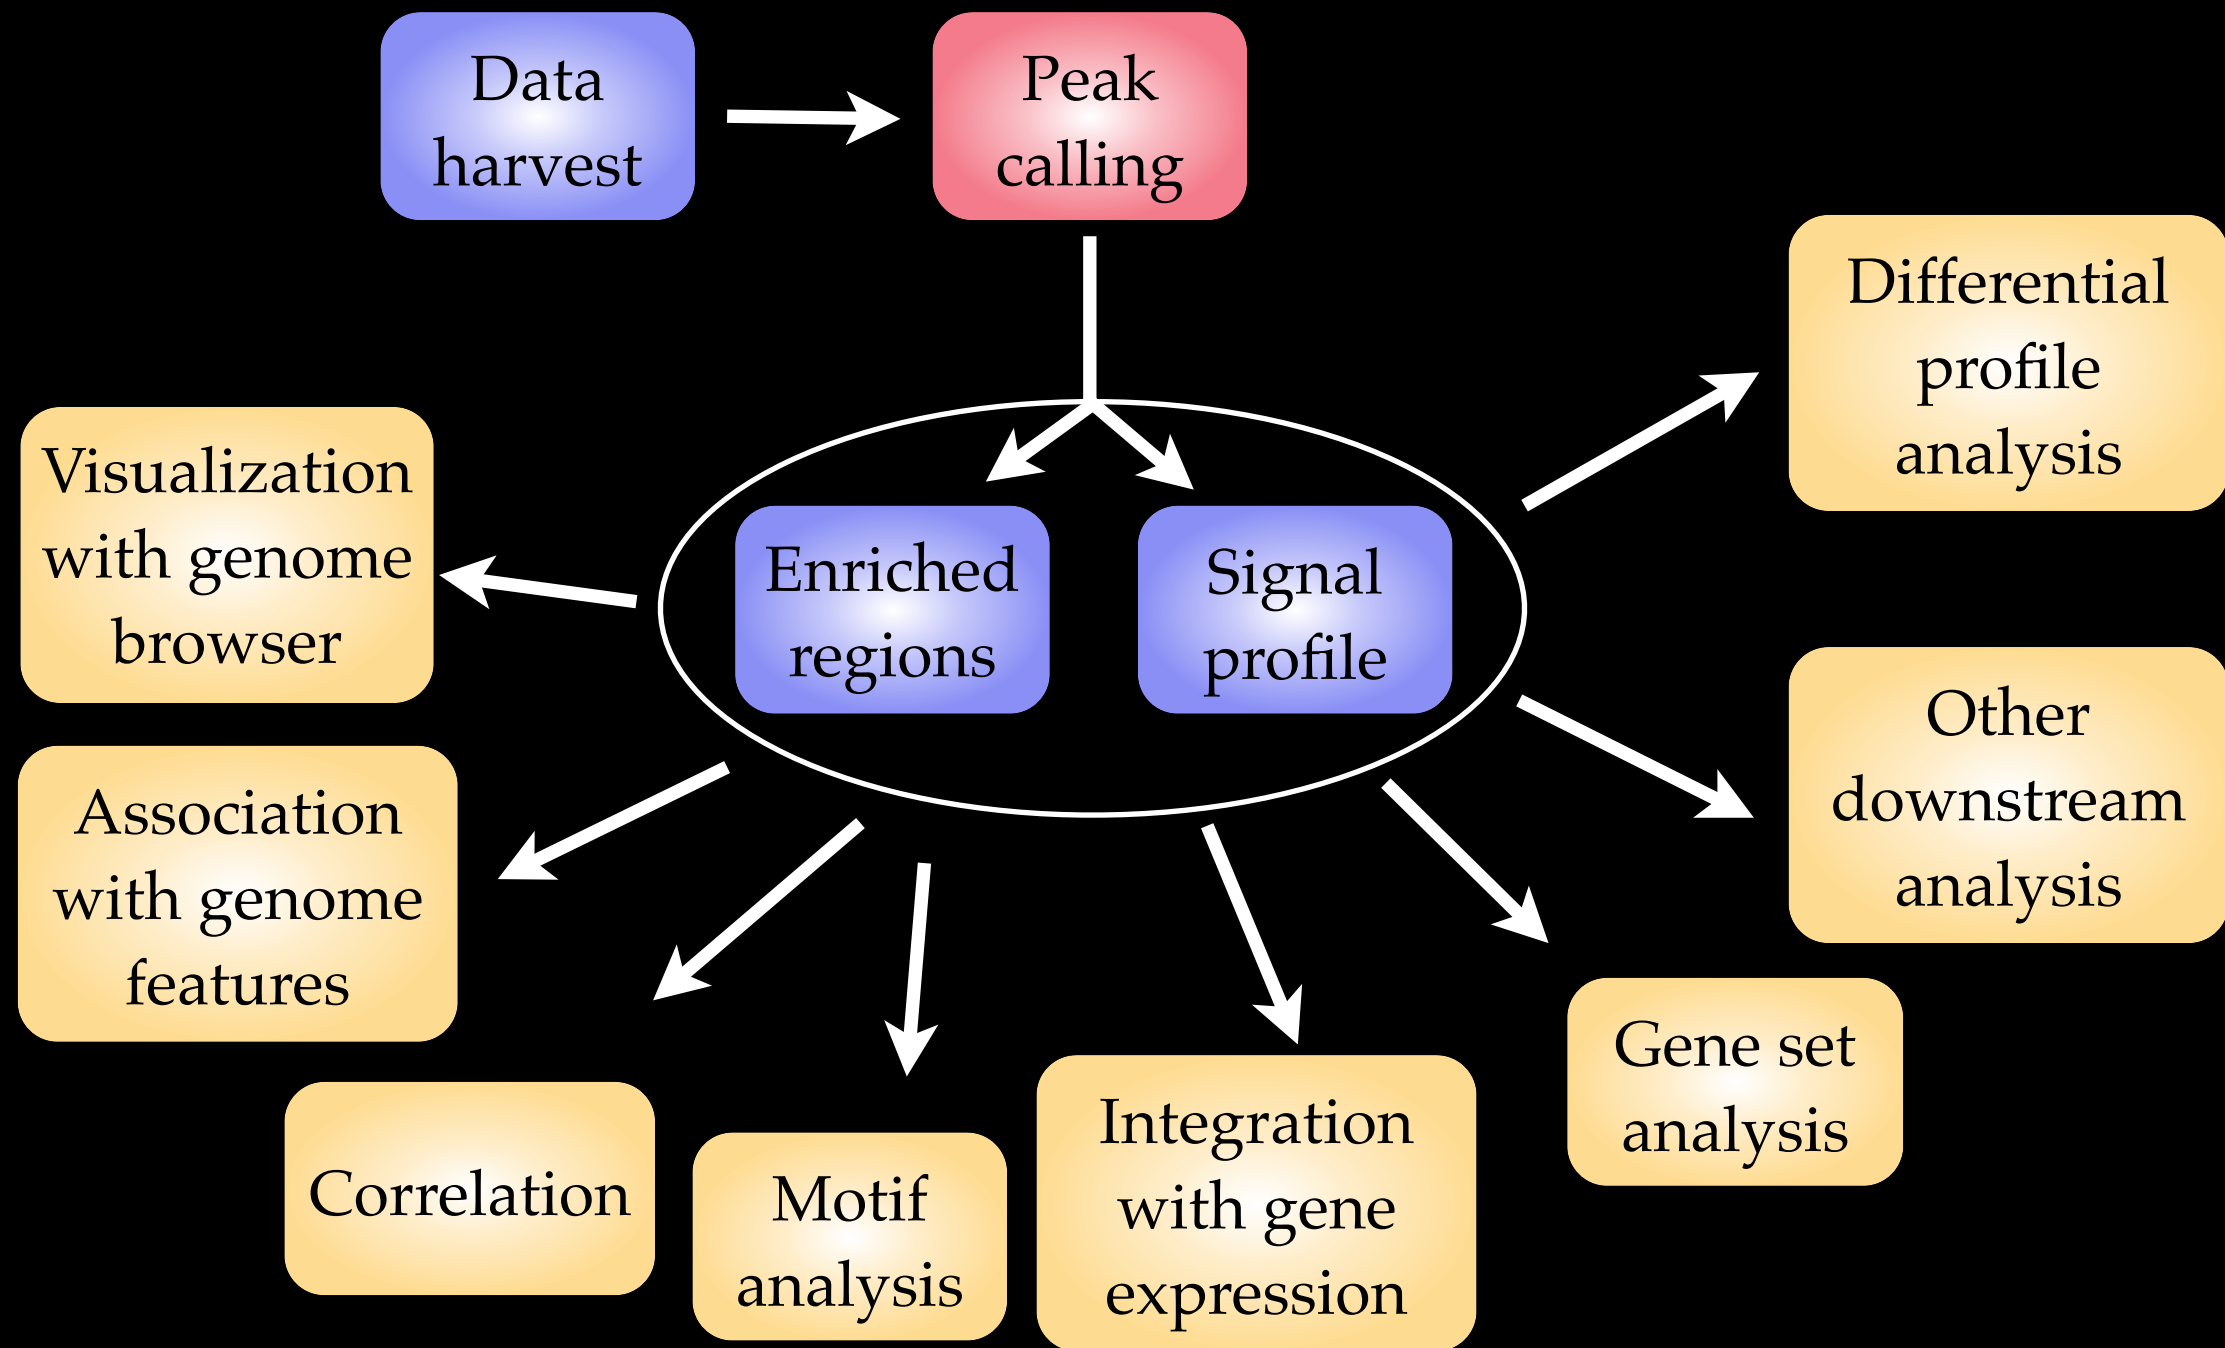 Data
harvest
Peak
calling
Differential
profile
analysis
Visualization
with genome
browser
Enriched
regions
Signal
profile
Other
downstream
analysis
Association
with genome
features
Gene set
analysis
Correlation
Motif
analysis
Integration
with gene
expression